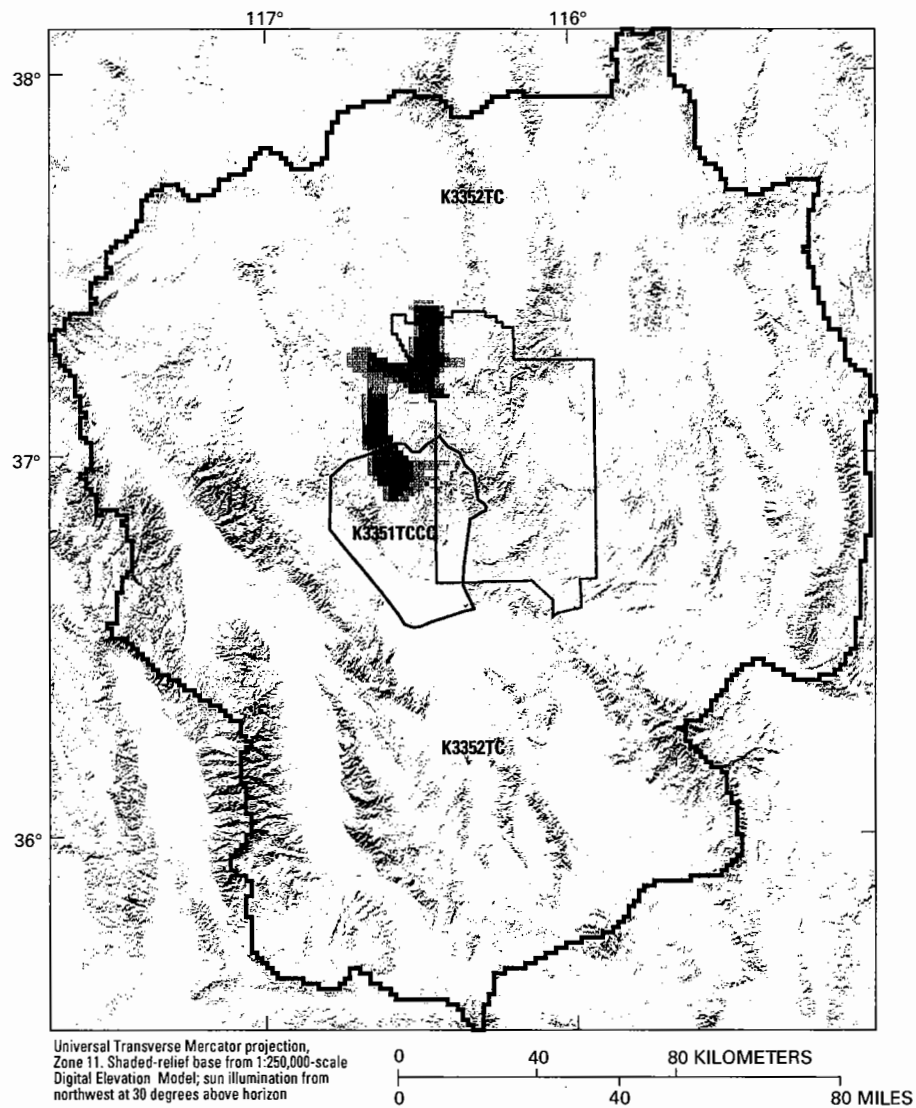 117° 116°
38°
K3352TC
37°
K3351TCCC
K3352TC
36°
Universal Transverse Mercator projection,
Zone 11. Shaded-relief base from 1:250,000-scale
Digital Elevation Model; sun illumination from
northwest at 30 degrees above horizon
0 40 80 KILOMETERS
0 40 80 MILES